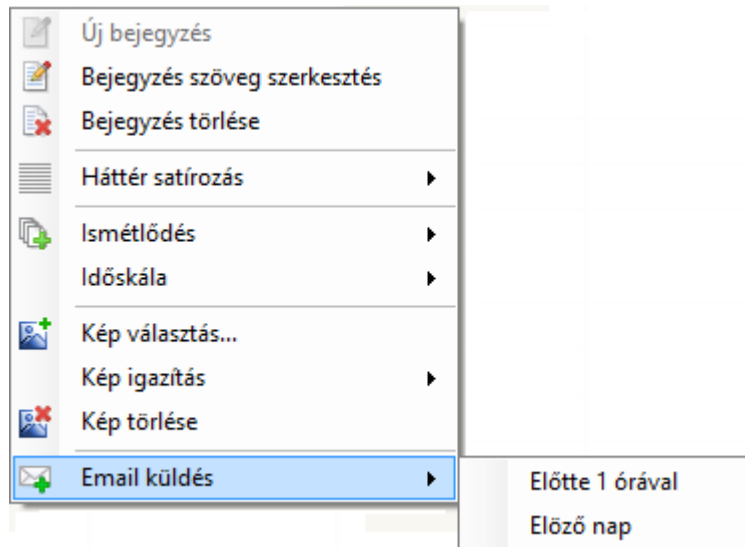 Új bejegyzés
Bejegyzés szöveg szerkesztés
Bejegyzés törlése
Háttér satírozás
Ismétlődés
Időskála
Kép választás...
Kép igazítás
Kép törlése
Email küldés
Előtte 1 órával
Elöző nap